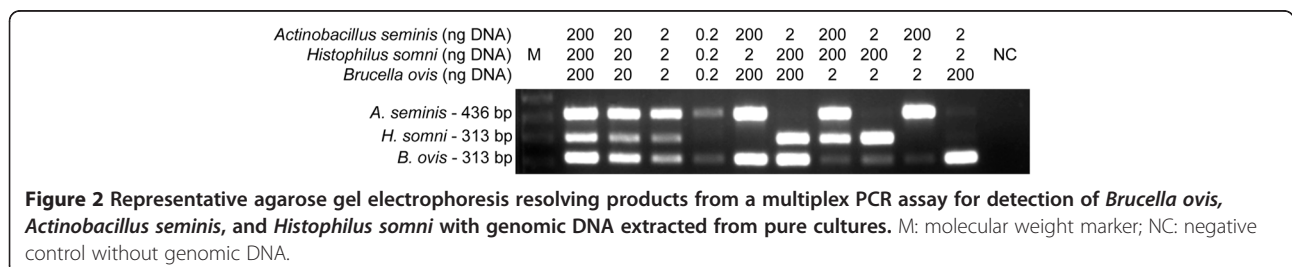 Actinobacillus seminis (ng DNA) 200 20 2 0.2 200 2 200 2 200 2
Histophilus somni (ng DNA) M 200 20 2 0.2 2 200 200 200 2 2 NC
Brucella ovis (ng DNA) 200 20 2 0.2 200 200 2 2 2 200
A. seminis - 436 bp
H. somni - 313 bp
B. ovis - 313 bp
Figure 2 Representative agarose gel electrophoresis resolving products from a multiplex PCR assay for detection of Brucella ovis,
Actinobacillus seminis, and Histophilus somni with genomic DNA extracted from pure cultures. M: molecular weight marker; NC: negative
control without genomic DNA.